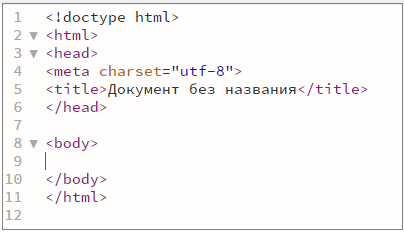 1 <!doctype html>
2 ▼ <html>
3 ▼ <head>
4 <meta charset="utf-8">
5 <title>Документ без названия</title>
6 </head>
7
8 ▼ <body>
9
10 </body>
11 </html>
12